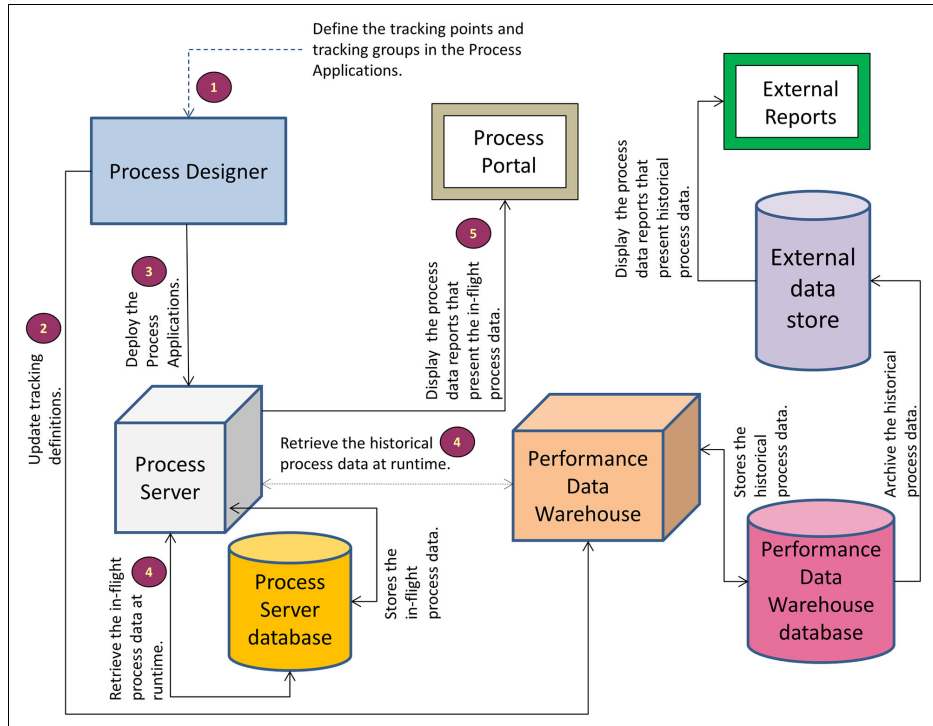 Define the tracking points and
tracking groups in the Process
Applications.
1
Process Designer
Process
Portal
External
Reports
Display the process
data reports that
present historical
process data.
External
data
store
2
Update tracking
definitions.
3
Deploy the
Process
Applications.
5
Display the process
data reports that
present the in-flight
process data.
Process
Server
Retrieve the historical
process data at runtime.
4
Performance
Data
Warehouse
Stores the
historical
process data.
Archive the historical
process data.
4
Retrieve the in-flight
process data at
runtime.
Process
Server
database
Stores the
in-flight
process data.
Performance
Data
Warehouse
database